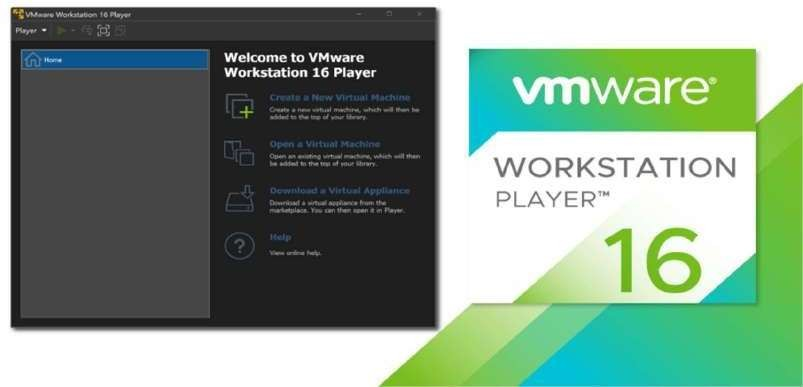 VMware Workstation 16 Player
Player
Home
Welcome to VMware
Workstation 16 Player
Create a New Virtual Machine
Create a new virtual machine, which will then be
added to the top of your library.
Open a Virtual Machine
Open an existing virtual machine, which will then
be added to the top of your library.
Download a Virtual Appliance
Download a virtual appliance from the
marketplace. You can then open it in Player.
?
Help
View online help.
vmware®
WORKSTATION
PLAYER™
16